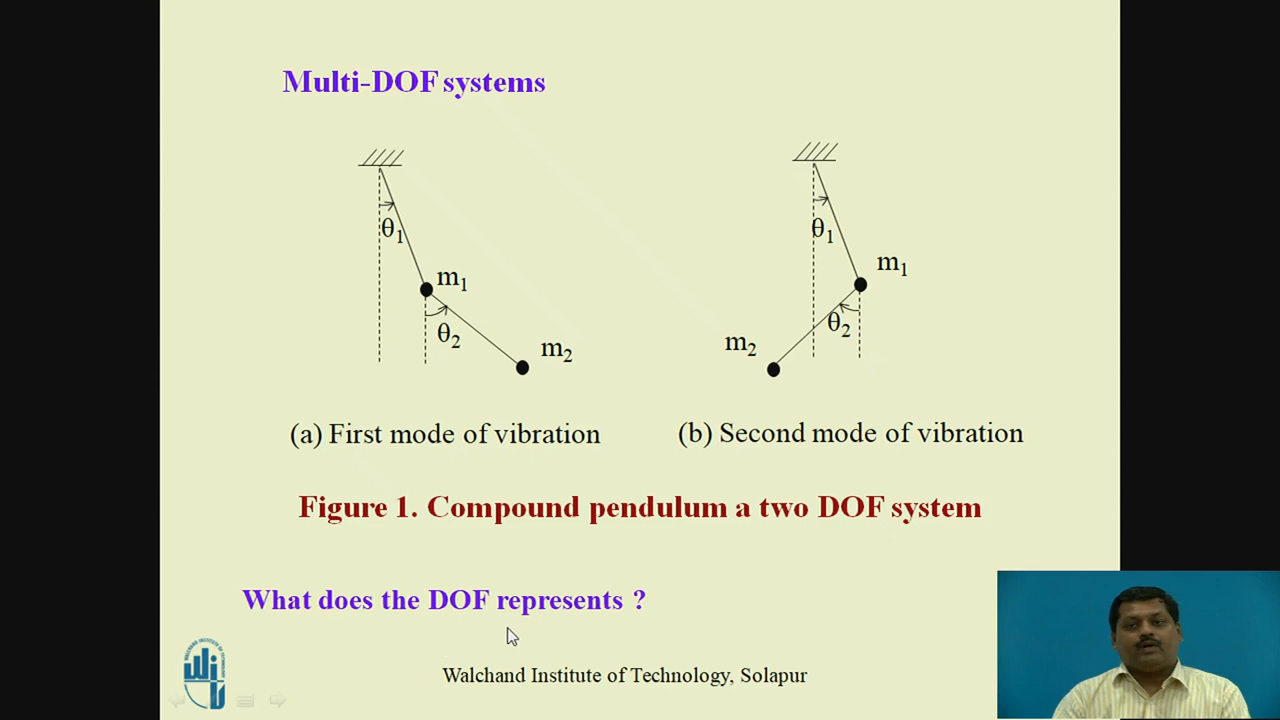 Multi-DOF systems
θ1
m1
θ2
m2
θ1
m1
θ2
m2
(a) First mode of vibration
(b) Second mode of vibration
Figure 1. Compound pendulum a two DOF system
What does the DOF represents ?
Walchand Institute of Technology, Solapur